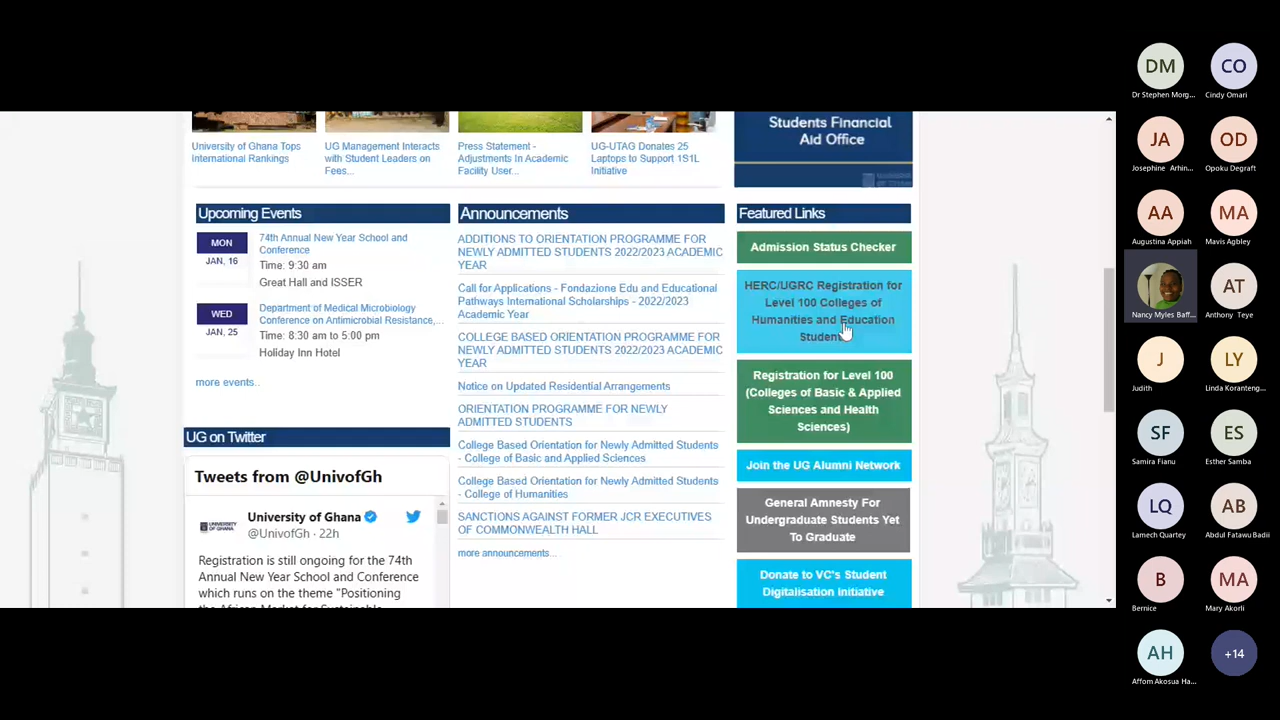 University of Ghana Tops
International Rankings
UG Management Interacts
with Student Leaders on
Fees...
Press Statement -
Adjustments In Academic
Facility User...
UG-UTAG Donates 25
Laptops to Support 1S1L
Initiative
Students Financial
Aid Office
Upcoming Events
MON
JAN, 16
74th Annual New Year School and
Conference
Time: 9:30 am
Great Hall and ISSER
WED
JAN, 25
Department of Medical Microbiology
Conference on Antimicrobial Resistance,...
Time: 8:30 am to 5:00 pm
Holiday Inn Hotel
more events..
UG on Twitter
Tweets from @UnivofGh
University of Ghana
@UnivofGh · 22h
Registration is still ongoing for the 74th
Annual New Year School and Conference
which runs on the theme "Positioning
the African Market for Sustainable
Announcements
ADDITIONS TO ORIENTATION PROGRAMME FOR
NEWLY ADMITTED STUDENTS 2022/2023 ACADEMIC
YEAR
Call for Applications - Fondazione Edu and Educational
Pathways International Scholarships - 2022/2023
Academic Year
COLLEGE BASED ORIENTATION PROGRAMME FOR
NEWLY ADMITTED STUDENTS 2022/2023 ACADEMIC
YEAR
Notice on Updated Residential Arrangements
ORIENTATION PROGRAMME FOR NEWLY
ADMITTED STUDENTS
College Based Orientation for Newly Admitted Students
- College of Basic and Applied Sciences
College Based Orientation for Newly Admitted Students
- College of Humanities
SANCTIONS AGAINST FORMER JCR EXECUTIVES
OF COMMONWEALTH HALL
more announcements...
Featured Links
Admission Status Checker
HERC/UGRC Registration for
Level 100 Colleges of
Humanities and Education
Students
Registration for Level 100
(Colleges of Basic & Applied
Sciences and Health
Sciences)
Join the UG Alumni Network
General Amnesty For
Undergraduate Students Yet
To Graduate
Donate to VC's Student
Digitalisation Initiative
DM
Dr Stephen Morg...
CO
Cindy Omari
JA
Josephine Arhin...
OD
Opoku Degraft
AA
Augustina Appiah
MA
Mavis Agbley
Nancy Myles Baff...
AT
Anthony Teye
J
Judith
LY
Linda Koranteng...
SF
Samira Fianu
ES
Esther Samba
LQ
Lamech Quartey
AB
Abdul Fatawu Badii
B
Bernice
MA
Mary Akorli
AH
Affom Akosua Ha...
+14